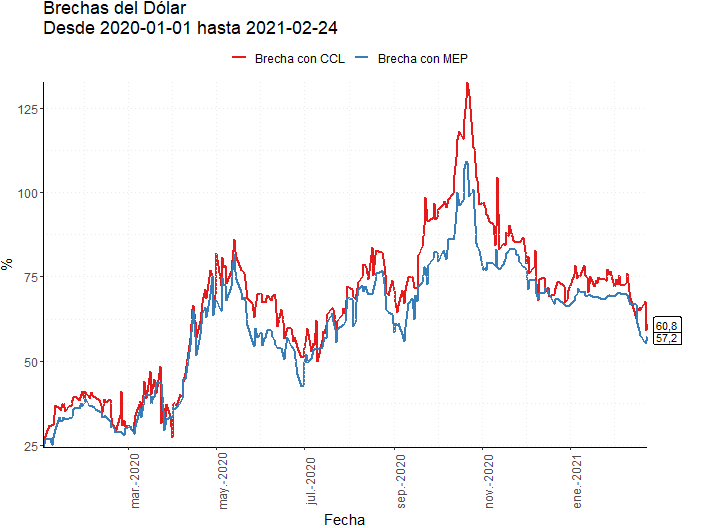 Brechas del Dólar
Desde 2020-01-01 hasta 2021-02-24
Brecha con CCL
Brecha con MEP
%
125
100
75
50
25
60,8
57,2
mar.-2020
may.-2020
jul.-2020
sep.-2020
nov.-2020
ene.-2021
Fecha